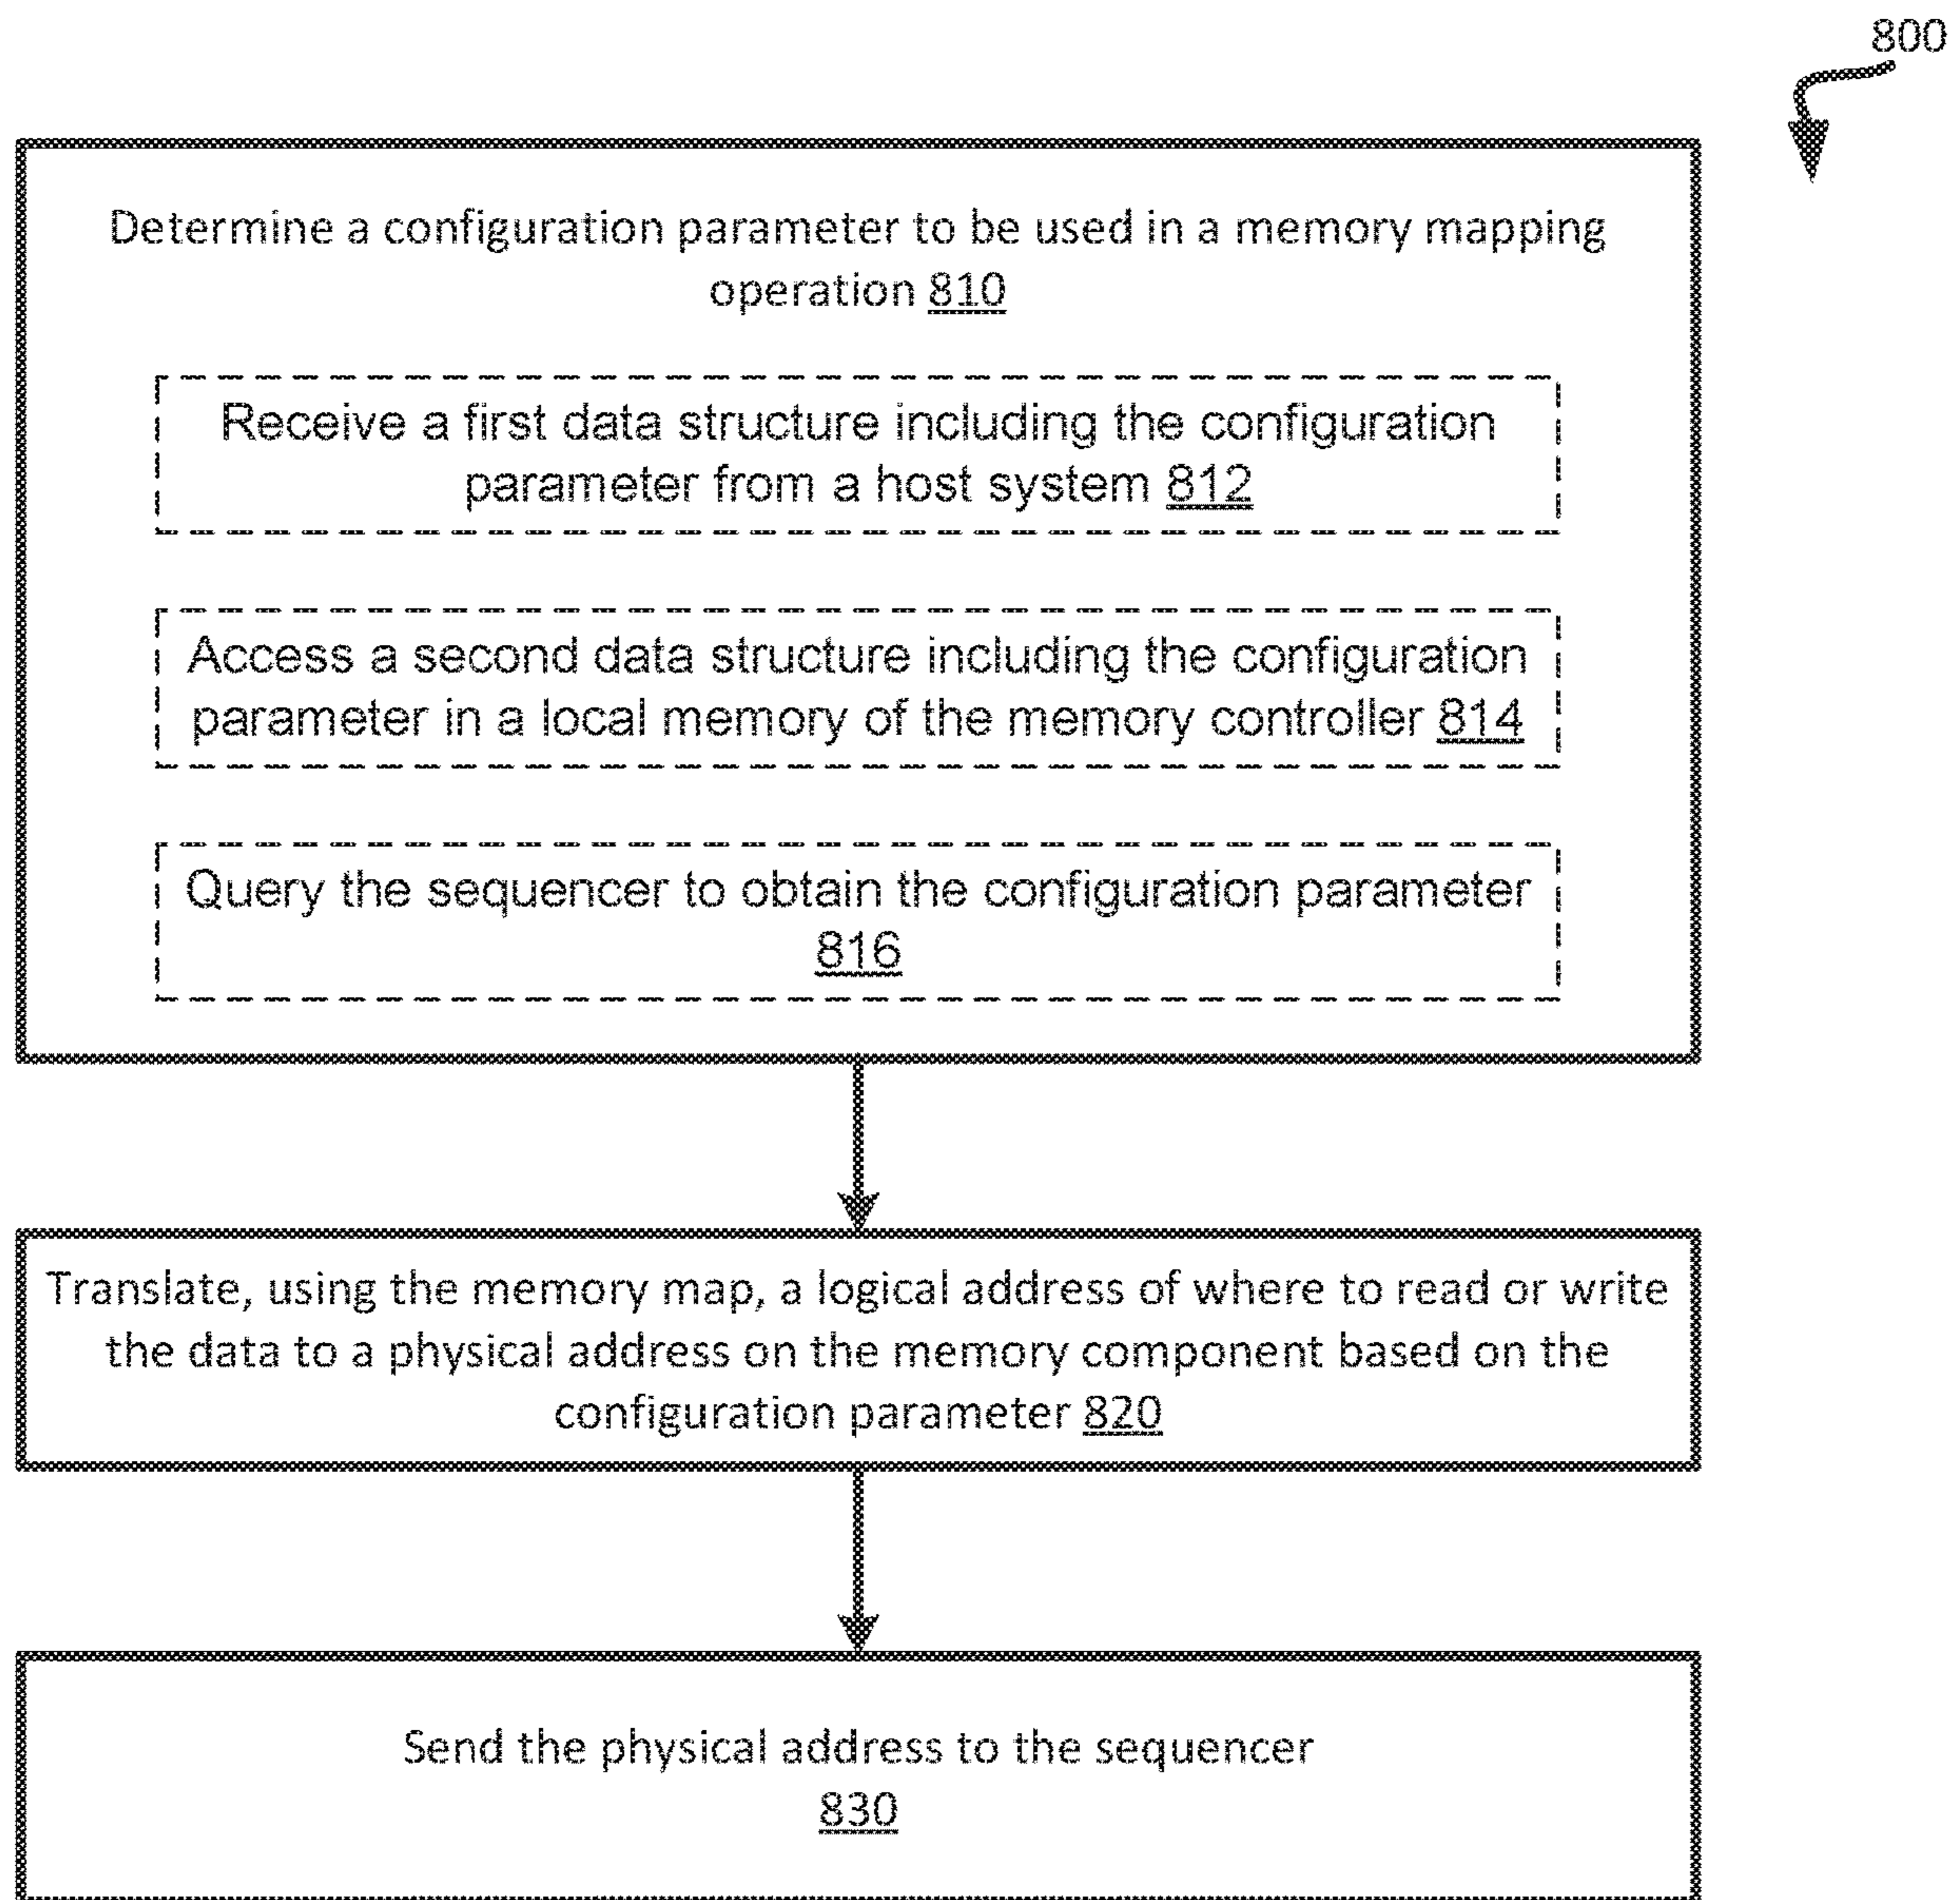 800
Determine a configuration parameter to be used in a memory mapping
operation 810
Receive a first data structure including the configuration
parameter from a host system 812
Access a second data structure including the configuration
parameter in a local memory of the memory controller 814
Query the sequencer to obtain the configuration parameter
816
Translate, using the memory map, a logical address of where to read or write
the data to a physical address on the memory component based on the
configuration parameter 820
Send the physical address to the sequencer
830